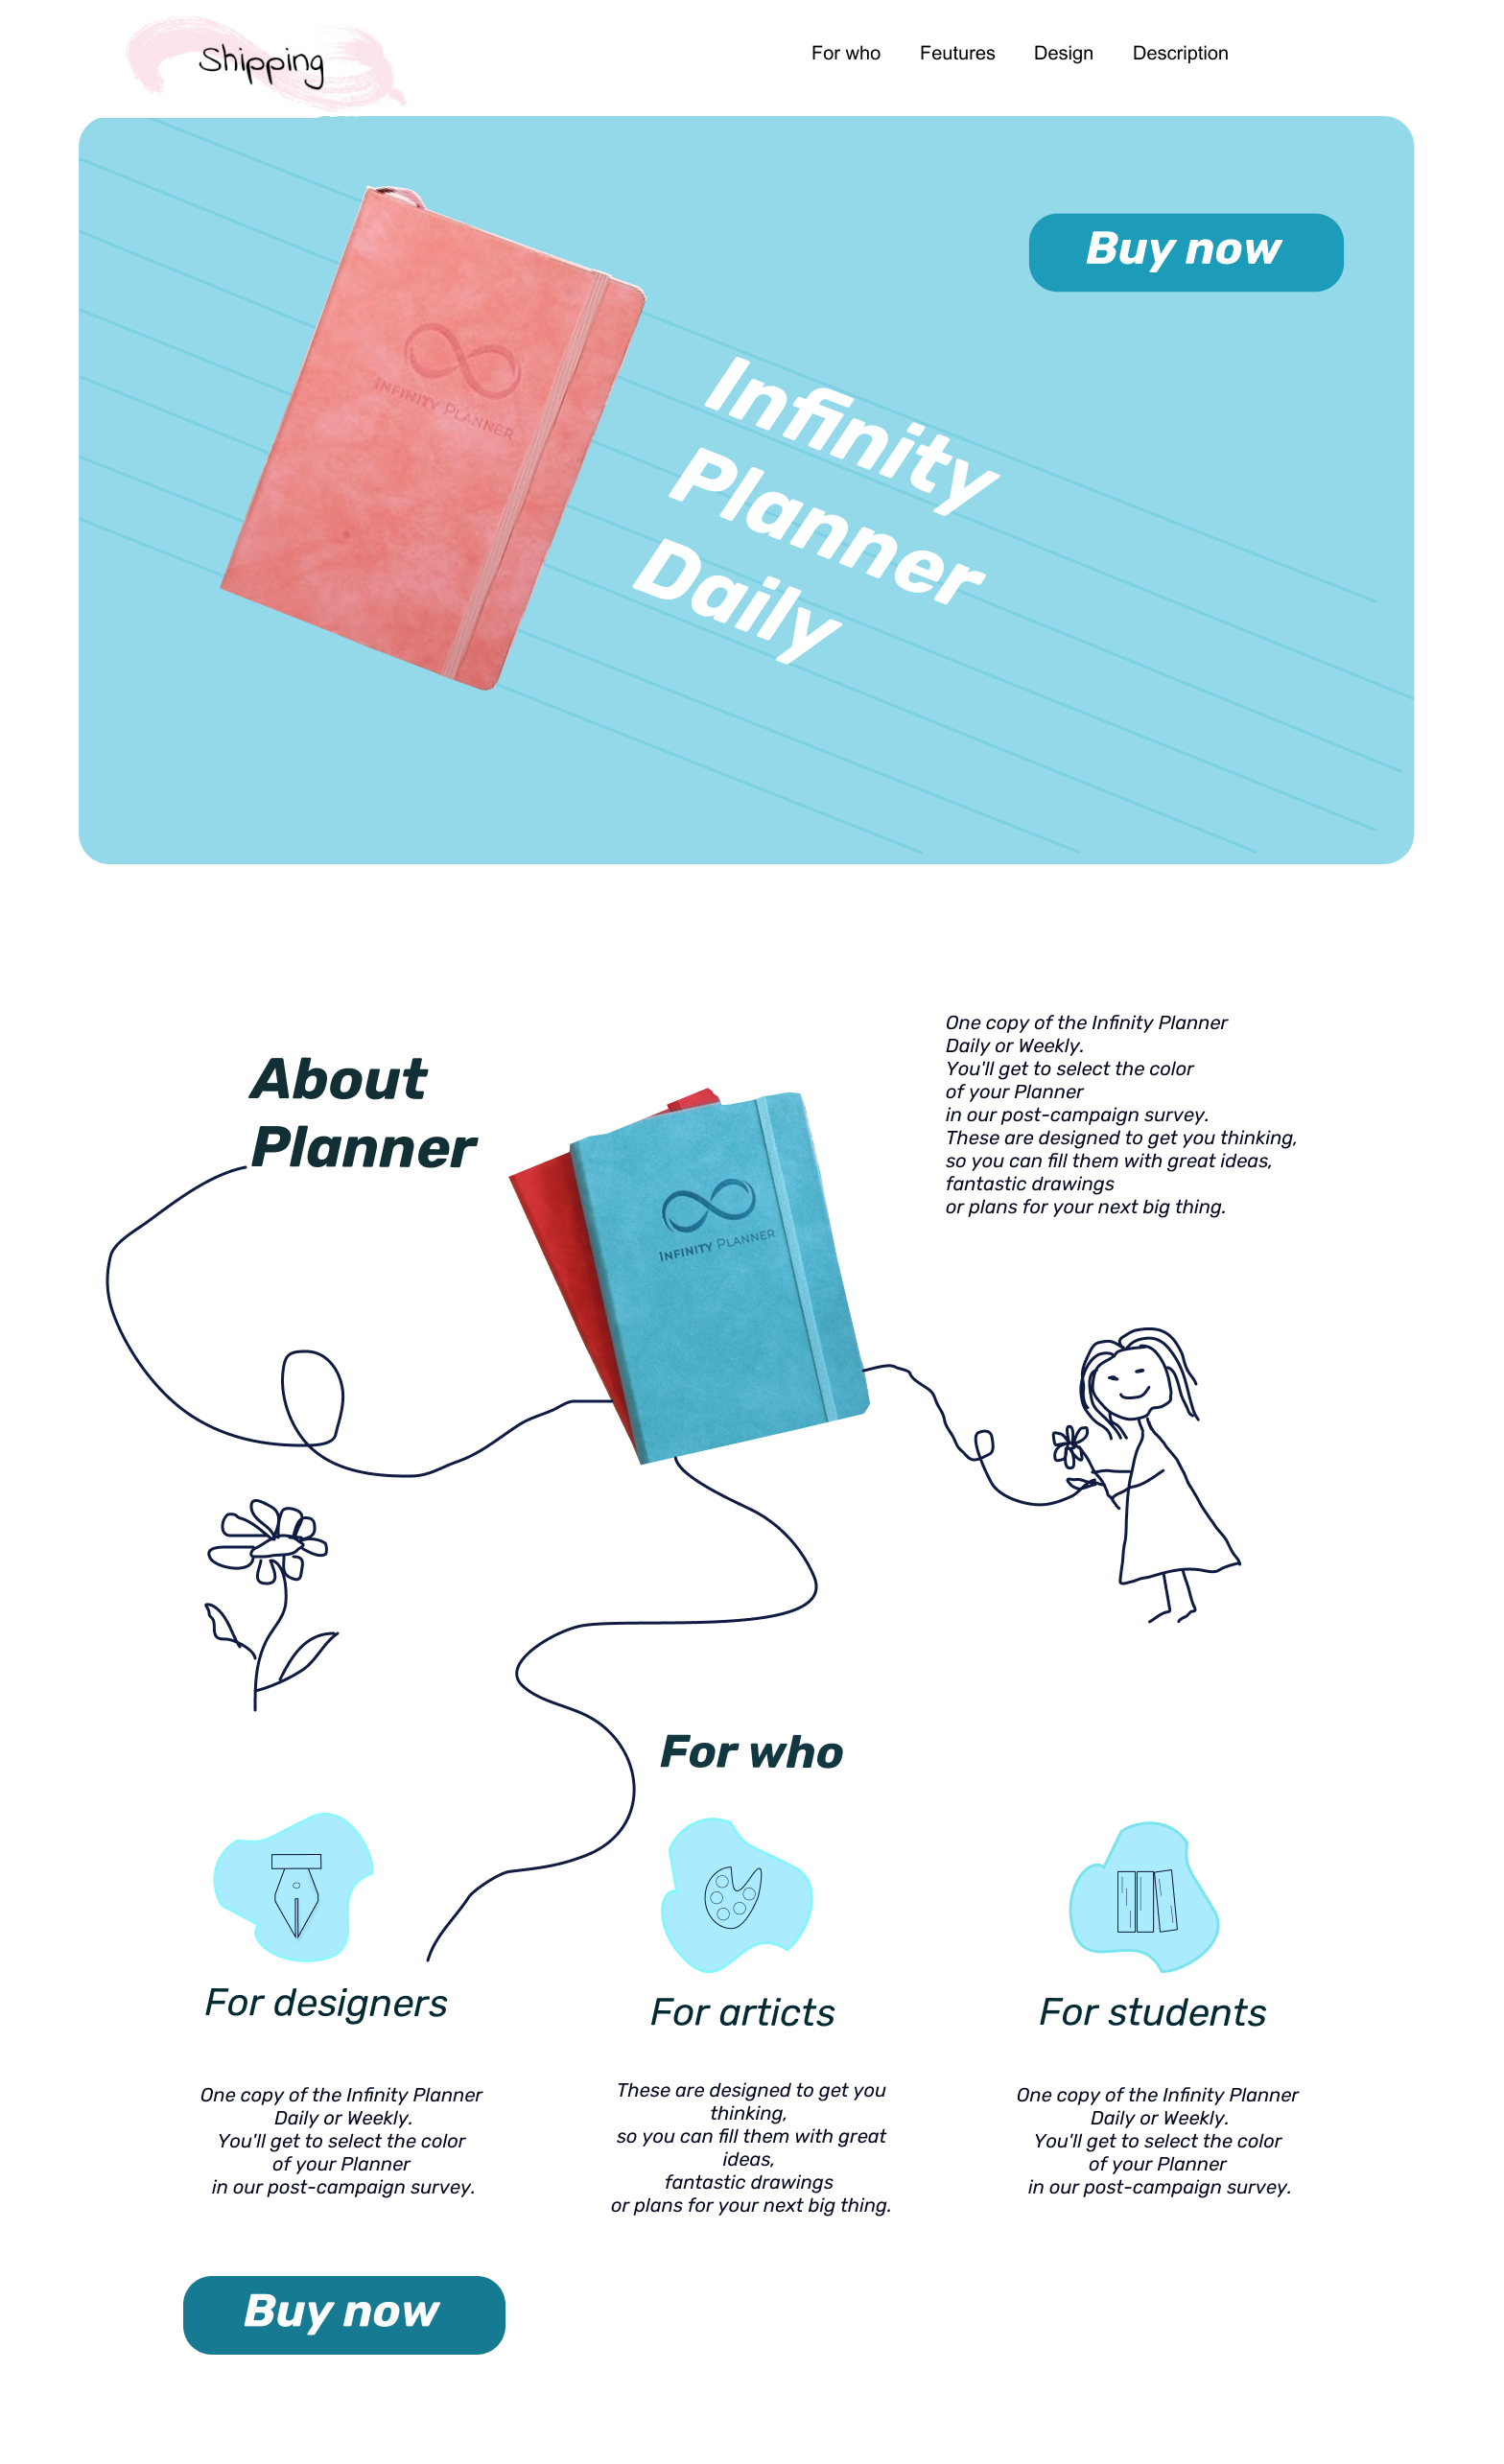 Shipping
For who
Feutures
Design
Description
Buy now
INFINITY PLANNER
Infinity
Planner
Daily
About
Planner
INFINITY PLANNER
One copy of the Infinity Planner
Daily or Weekly.
You'll get to select the color
of your Planner
in our post-campaign survey.
These are designed to get you thinking,
so you can fill them with great ideas,
fantastic drawings
or plans for your next big thing.
For who
For designers
One copy of the Infinity Planner
Daily or Weekly.
You'll get to select the color
of your Planner
in our post-campaign survey.
For articts
These are designed to get you
thinking,
so you can fill them with great
ideas,
fantastic drawings
or plans for your next big thing.
For students
One copy of the Infinity Planner
Daily or Weekly.
You'll get to select the color
of your Planner
in our post-campaign survey.
Buy now